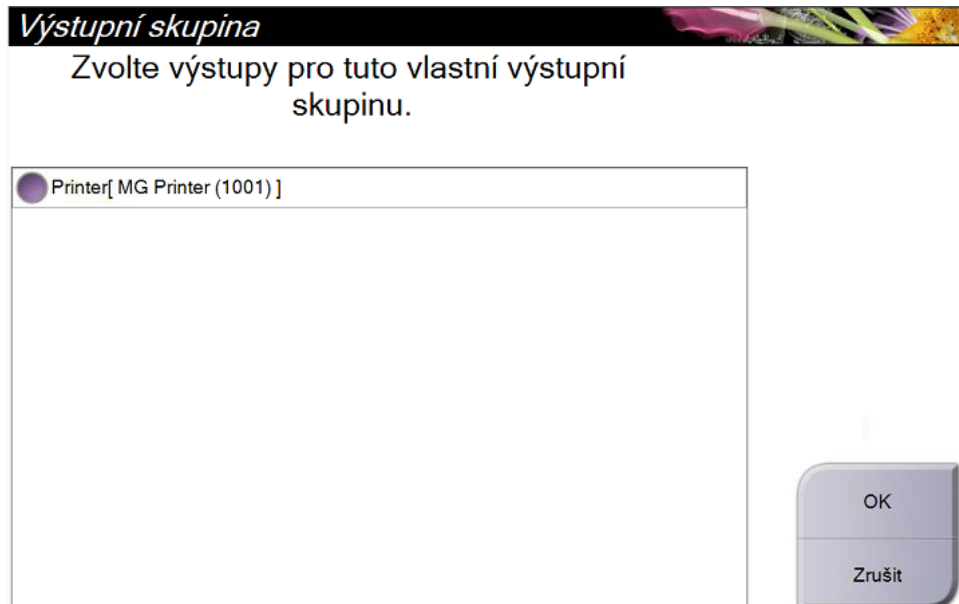 Výstupní skupina
Zvolte výstupy pro tuto vlastní výstupní
skupinu.
Printer[ MG Printer (1001) ]
OK
Zrušit